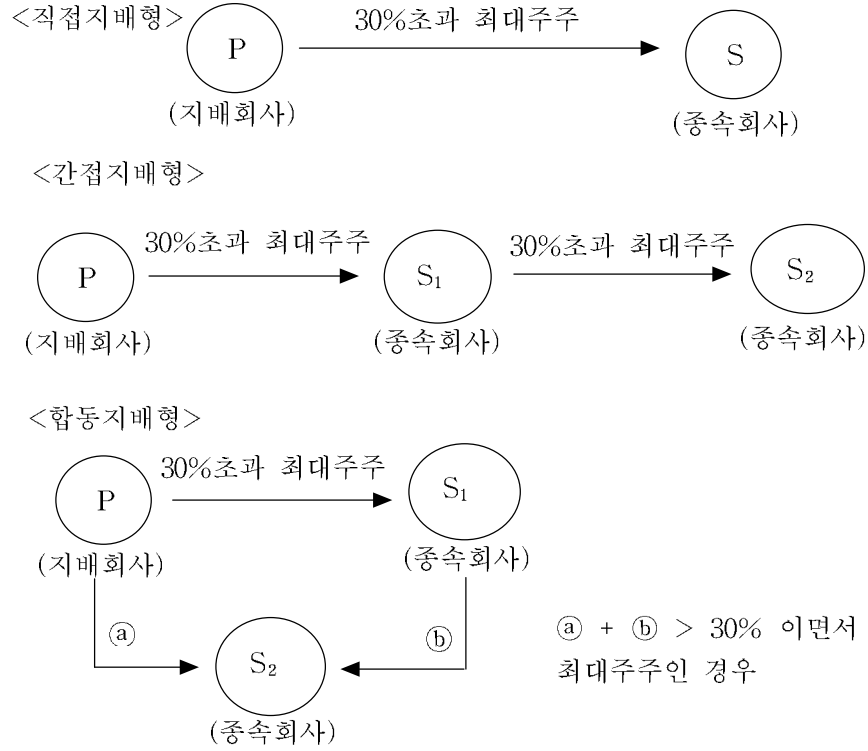 <직접지배형>
30%초과 최대주주
P
S
(지배회사)
(종속회사)
<간접지배형>
30%초과 최대주주
30%초과 최대주주
P
S₁
S₂
(지배회사)
(종속회사)
(종속회사)
<합동지배형>
30%초과 최대주주
P
S₁
(지배회사)
(종속회사)
ⓐ
ⓑ
ⓐ + ⓑ > 30% 이면서
최대주주인 경우
S₂
(종속회사)